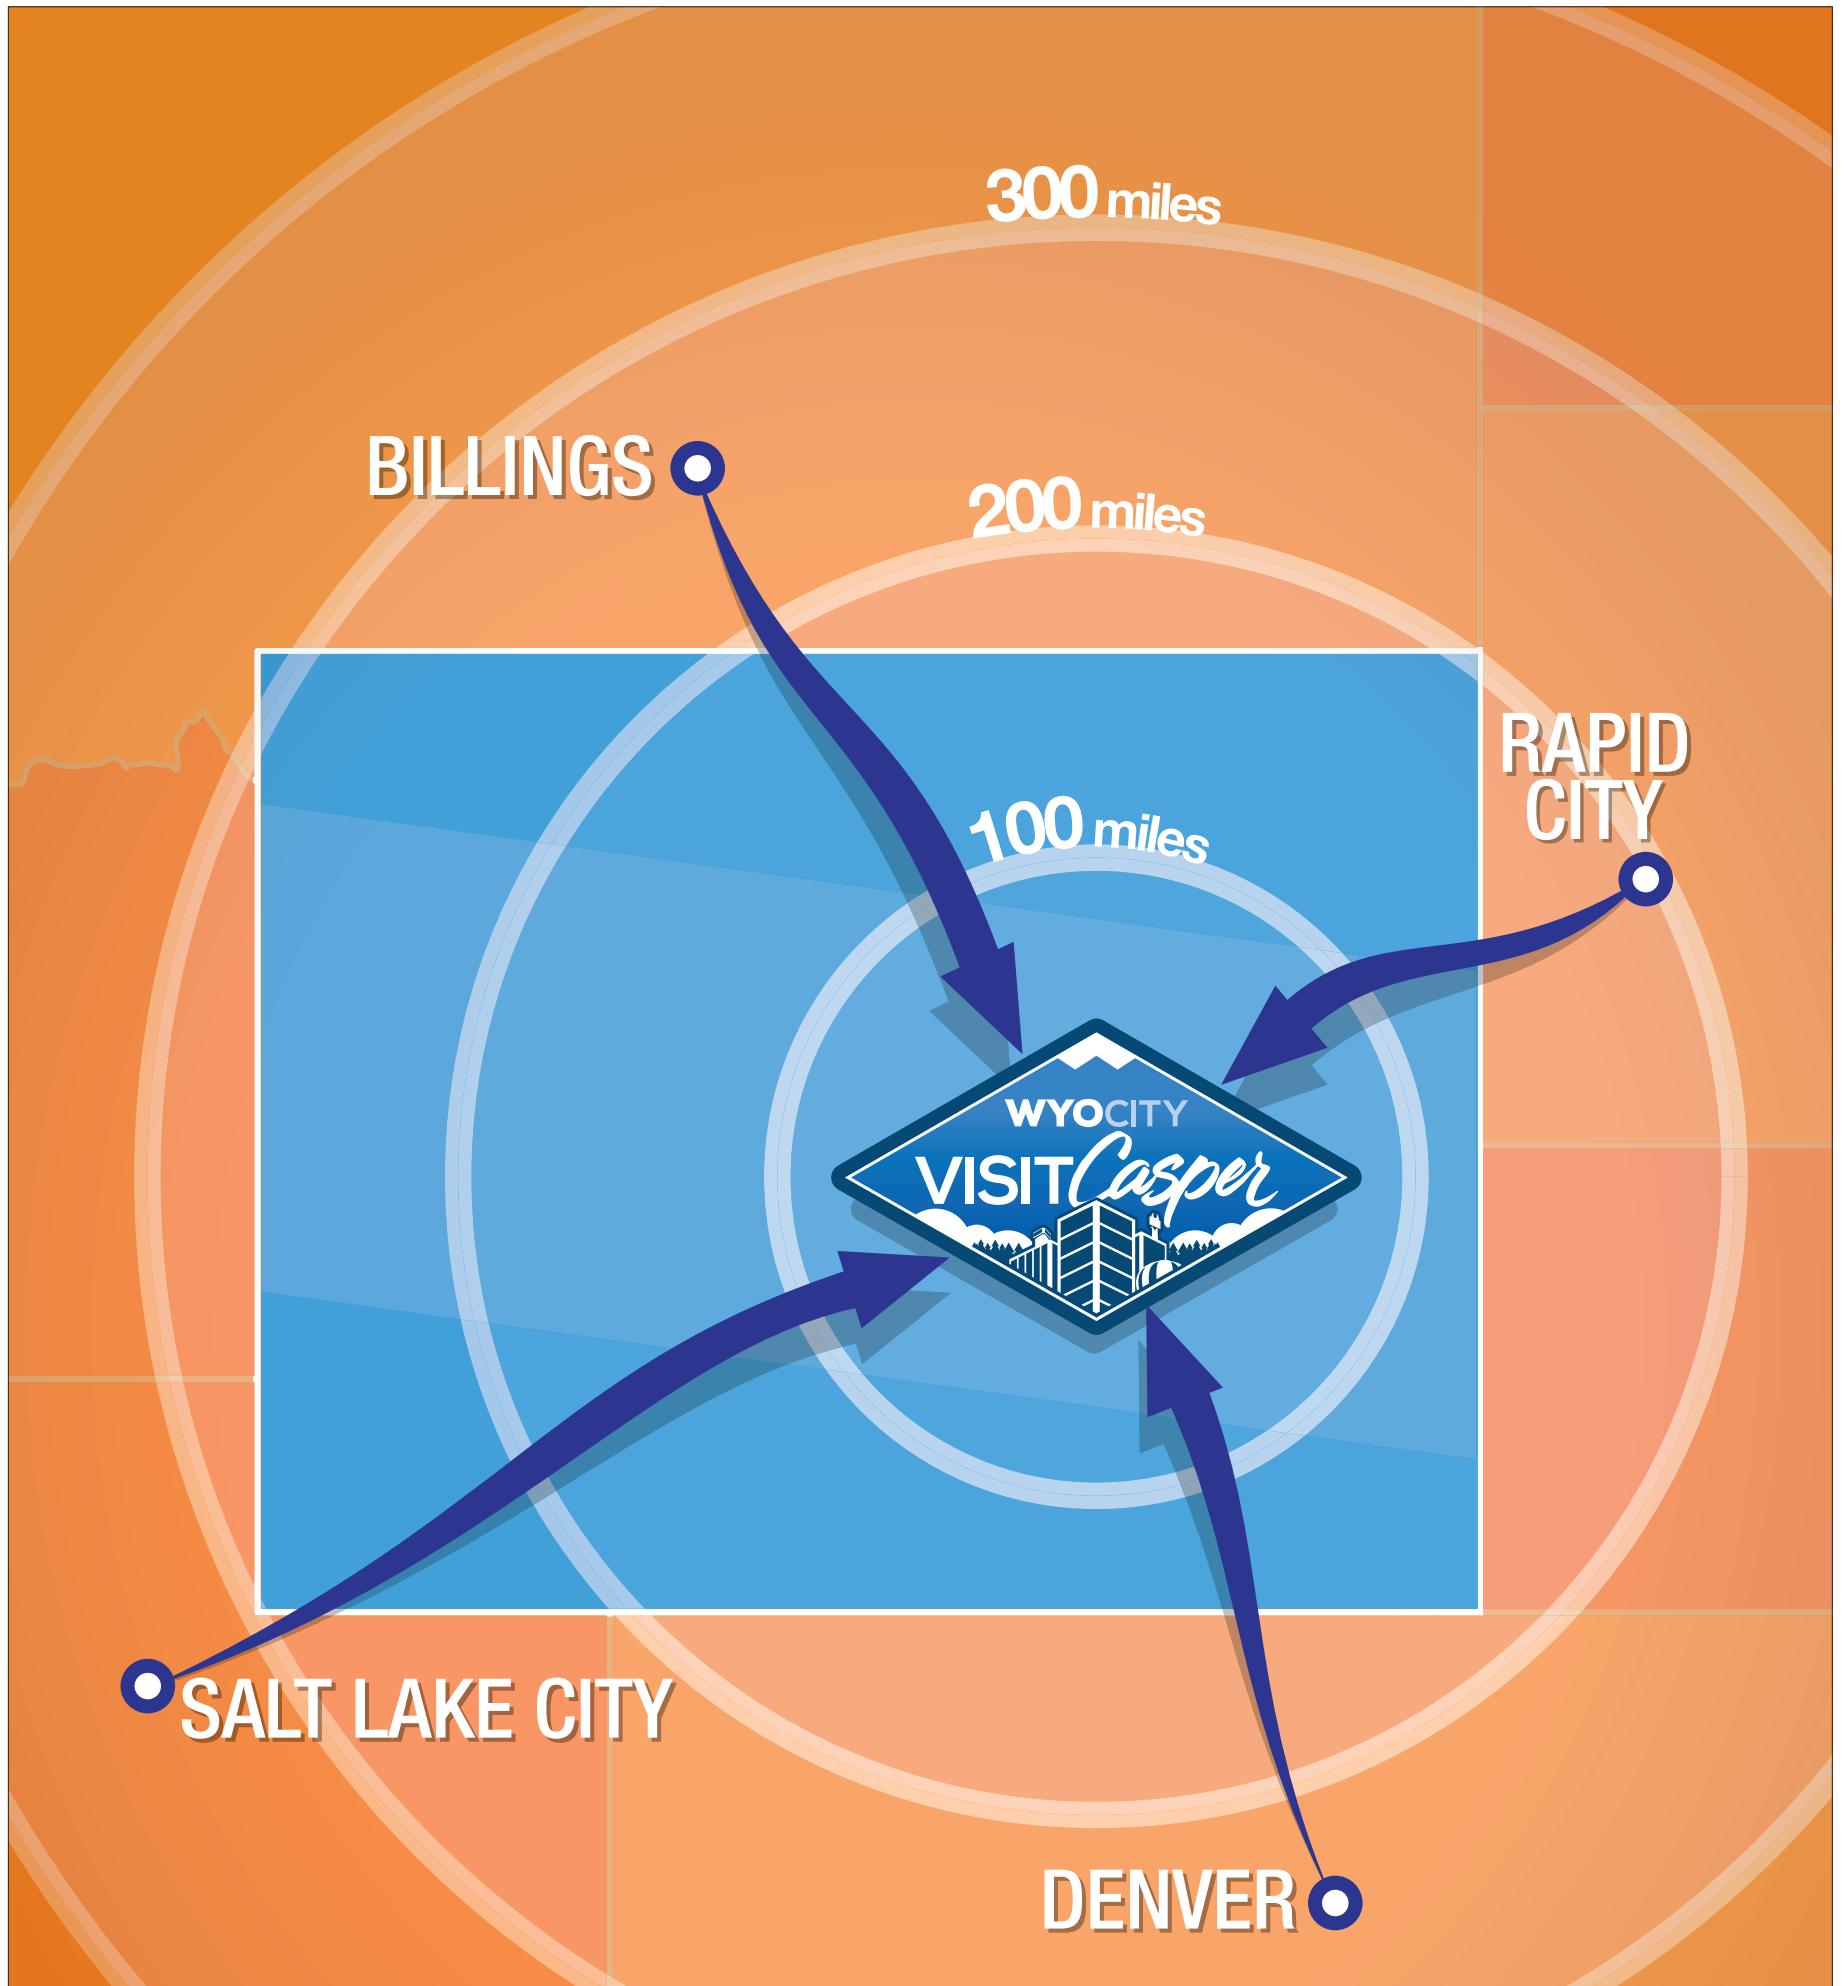 300 miles
BILLINGS
200 miles
RAPID
CITY
100 miles
WYOCITY
VISIT Casper
SALT LAKE CITY
DENVER